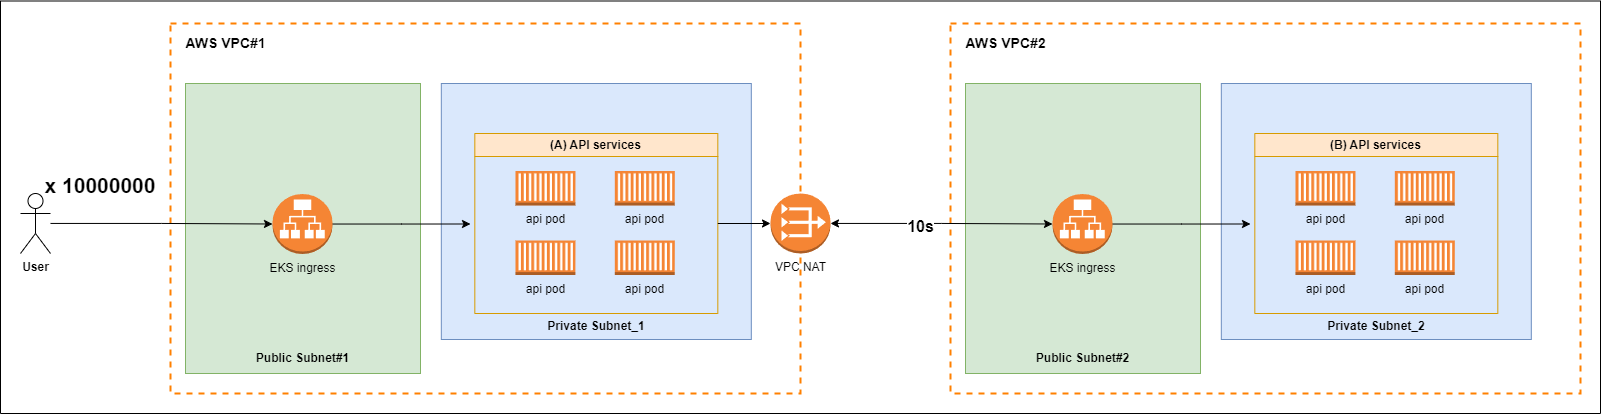 AWS VPC#1
AWS VPC#2
(A) API services
(B) API services
x 10000000
api pod
api pod
api pod
api pod
10s
User
EKS ingress
VPC NAT
EKS ingress
api pod
api pod
api pod
api pod
Private Subnet_1
Private Subnet_2
Public Subnet#1
Public Subnet#2